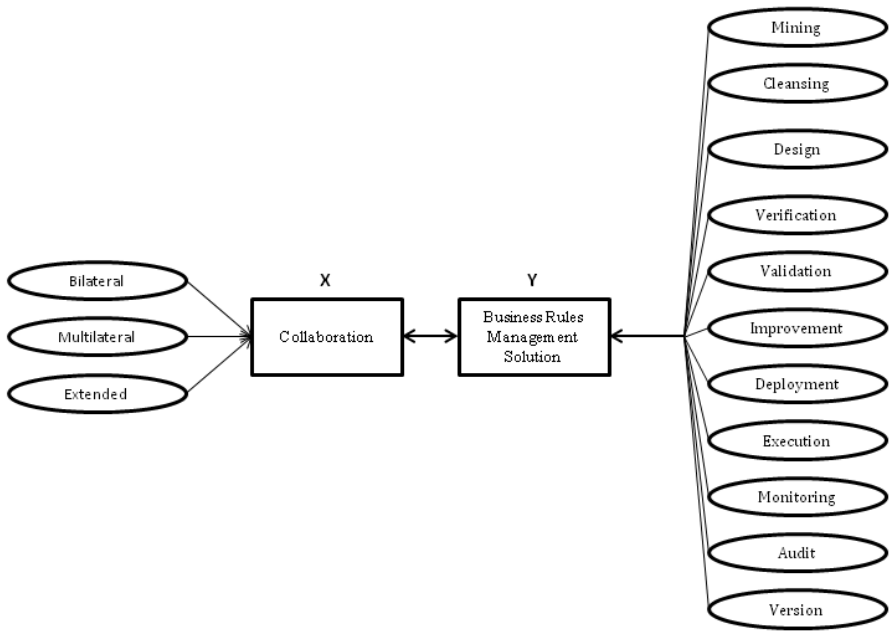 Mining
Cleansing
Design
Verification
Validation
Improvement
Deployment
Execution
Monitoring
Audit
Version
X
Y
Bilateral
Multilateral
Extended
Collaboration
Business Rules
Management
Solution